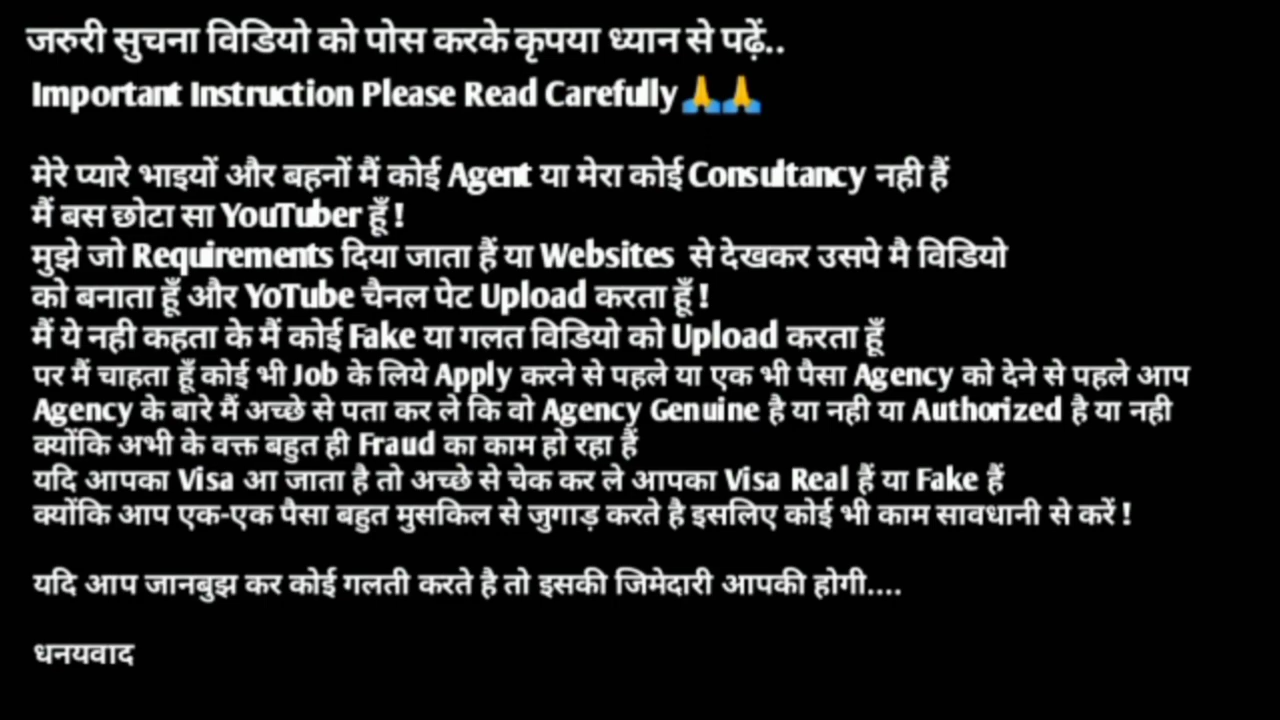 जरुरी सुचना विडियो को पोस करके कृपया ध्यान से पढ़ें..
Important Instruction Please Read Carefully🙏🙏
मेरे प्यारे भाइयों और बहनों मैं कोई Agent या मेरा कोई Consultancy नही हैं
मैं बस छोटा सा YouTuber हूँ !
मुझे जो Requirements दिया जाता हैं या Websites से देखकर उसपे मै विडियो
को बनाता हूँ और YoTube चैनल पेट Upload करता हूँ !
मैं ये नही कहता के मैं कोई Fake या गलत विडियो को Upload करता हूँ
पर मैं चाहता हूँ कोई भी Job के लिये Apply करने से पहले या एक भी पैसा Agency को देने से पहले आप
Agency के बारे मैं अच्छे से पता कर ले कि वो Agency Genuine है या नही या Authorized है या नही
क्योंकि अभी के वक्त बहुत ही Fraud का काम हो रहा हैं
यदि आपका Visa आ जाता है तो अच्छे से चेक कर ले आपका Visa Real हैं या Fake हैं
क्योंकि आप एक-एक पैसा बहुत मुसकिल से जुगाड़ करते है इसलिए कोई भी काम सावधानी से करें !
यदि आप जानबुझ कर कोई गलती करते है तो इसकी जिमेदारी आपकी होगी....
धनयवाद